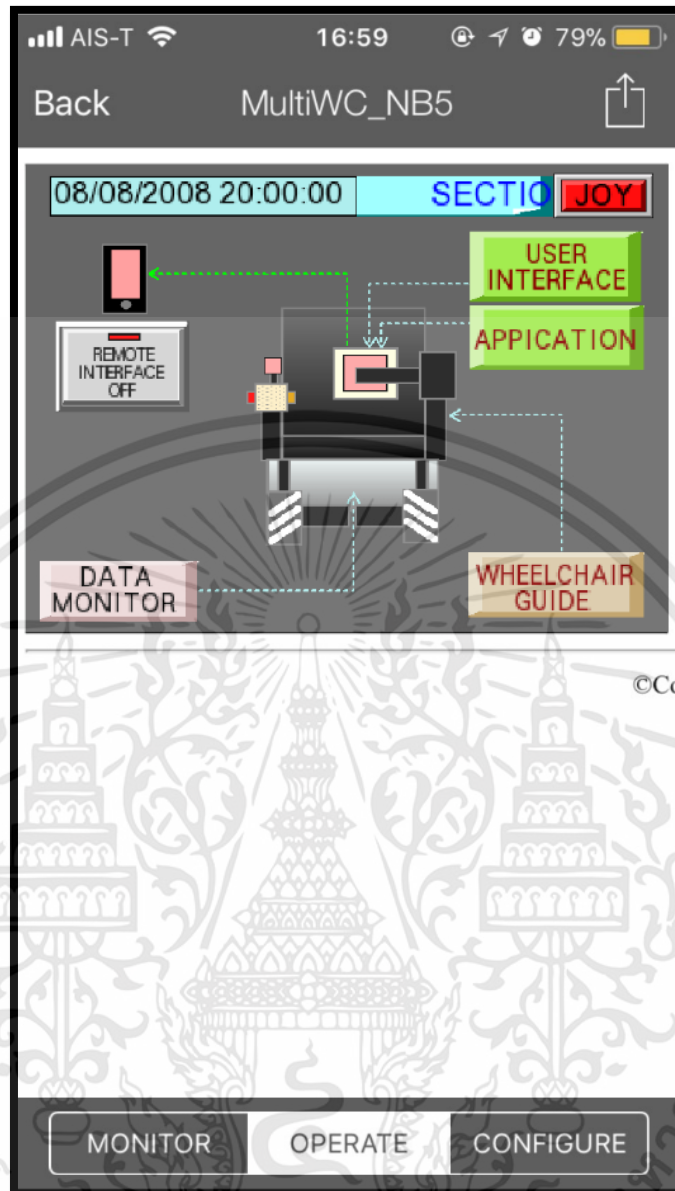 AIS-T 16:59 79%
Back MultiWC_NB5
08/08/2008 20:00:00 SECTIO JOY
USER
INTERFACE
APPICATION
REMOTE
INTERFACE
OFF
DATA
MONITOR
WHEELCHAIR
GUIDE
©Co
MONITOR OPERATE CONFIGURE